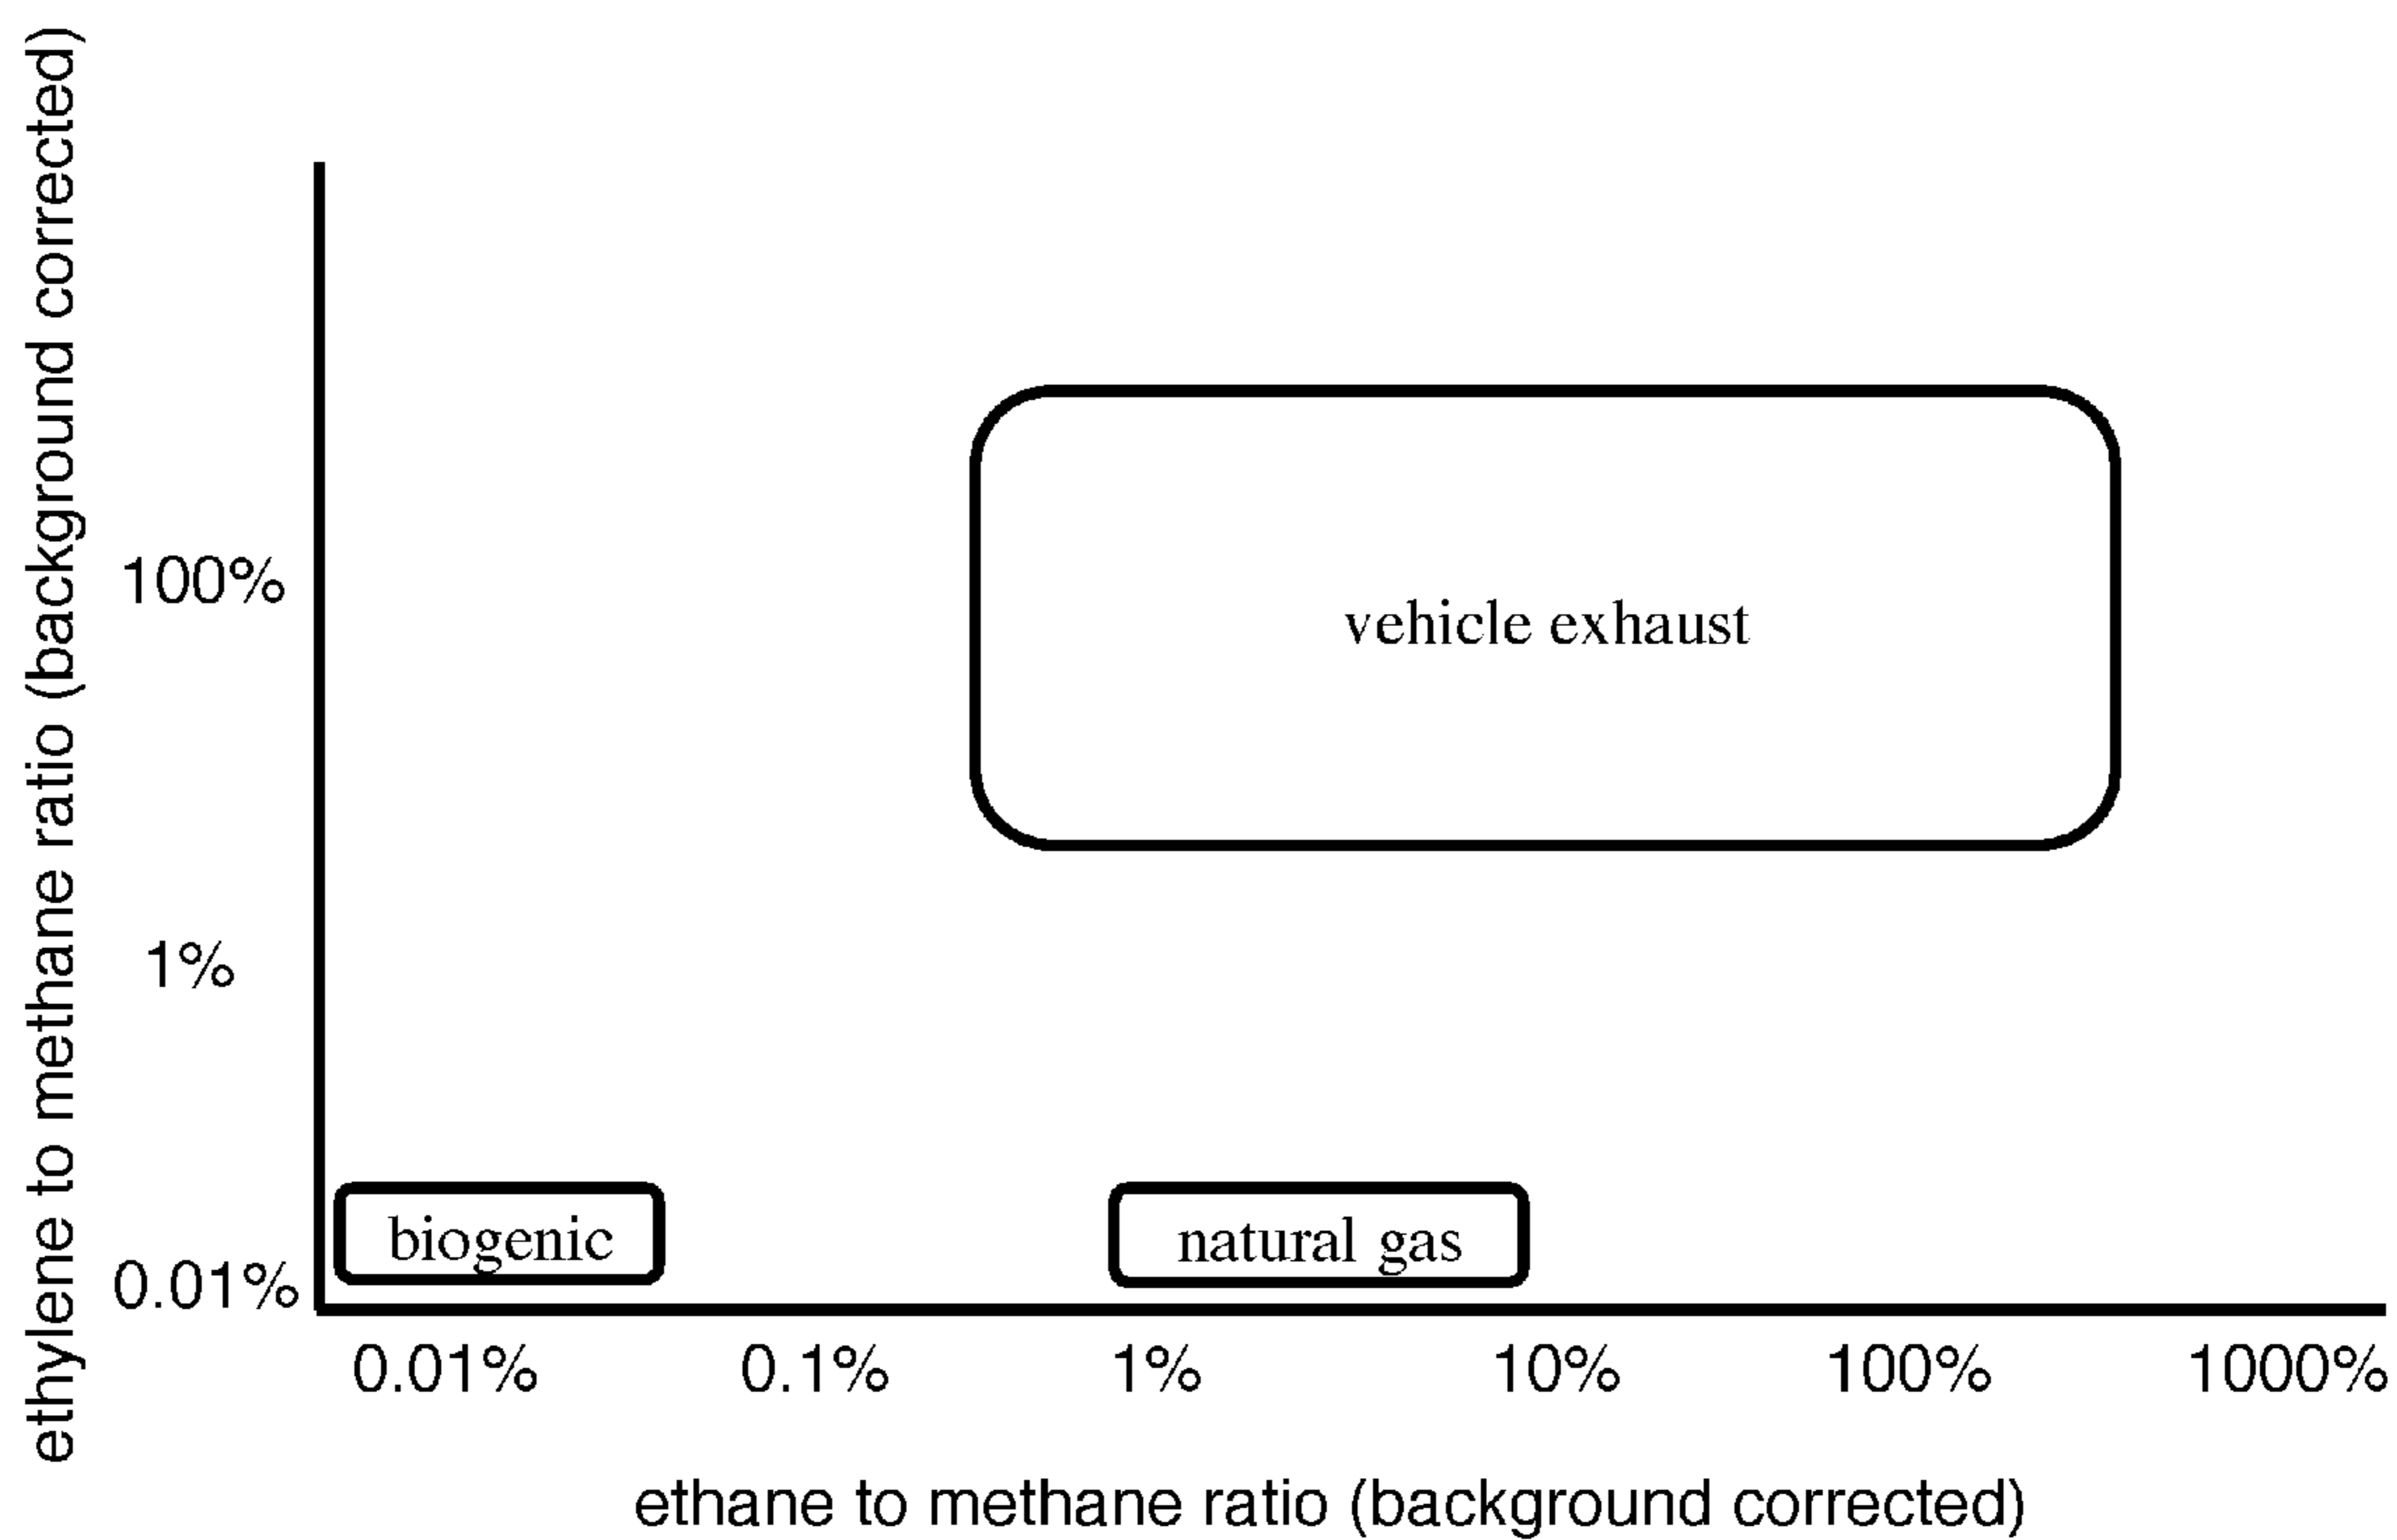 ethylene to methane ratio (background corrected)
100%
vehicle exhaust
1%
biogenic
natural gas
0.01%
0.01%
0.1%
1%
10%
100%
1000%
ethane to methane ratio (background corrected)